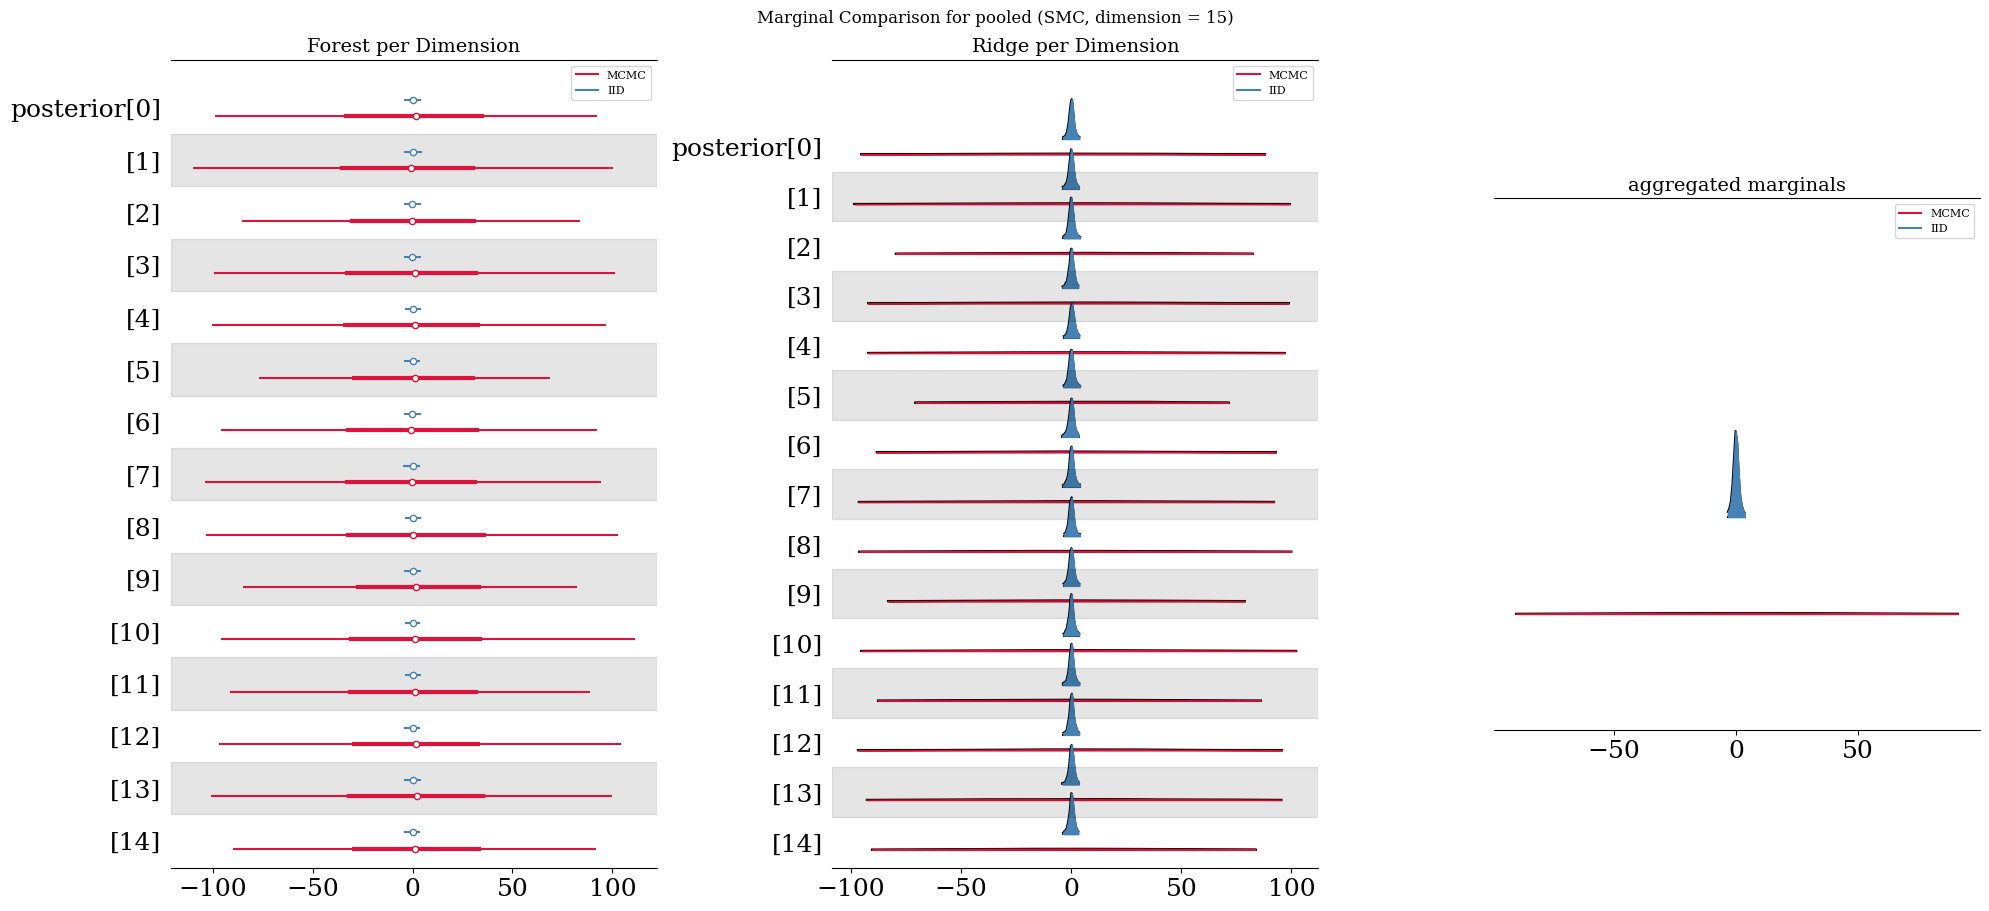 Marginal Comparison for pooled (SMC, dimension = 15)
Forest per Dimension
MCMC
IID
posterior[0]
[1]
[2]
[3]
[4]
[5]
[6]
[7]
[8]
[9]
[10]
[11]
[12]
[13]
[14]
−100 −50 0 50 100
Ridge per Dimension
MCMC
IID
posterior[0]
[1]
[2]
[3]
[4]
[5]
[6]
[7]
[8]
[9]
[10]
[11]
[12]
[13]
[14]
−100 −50 0 50 100
aggregated marginals
MCMC
IID
−50 0 50